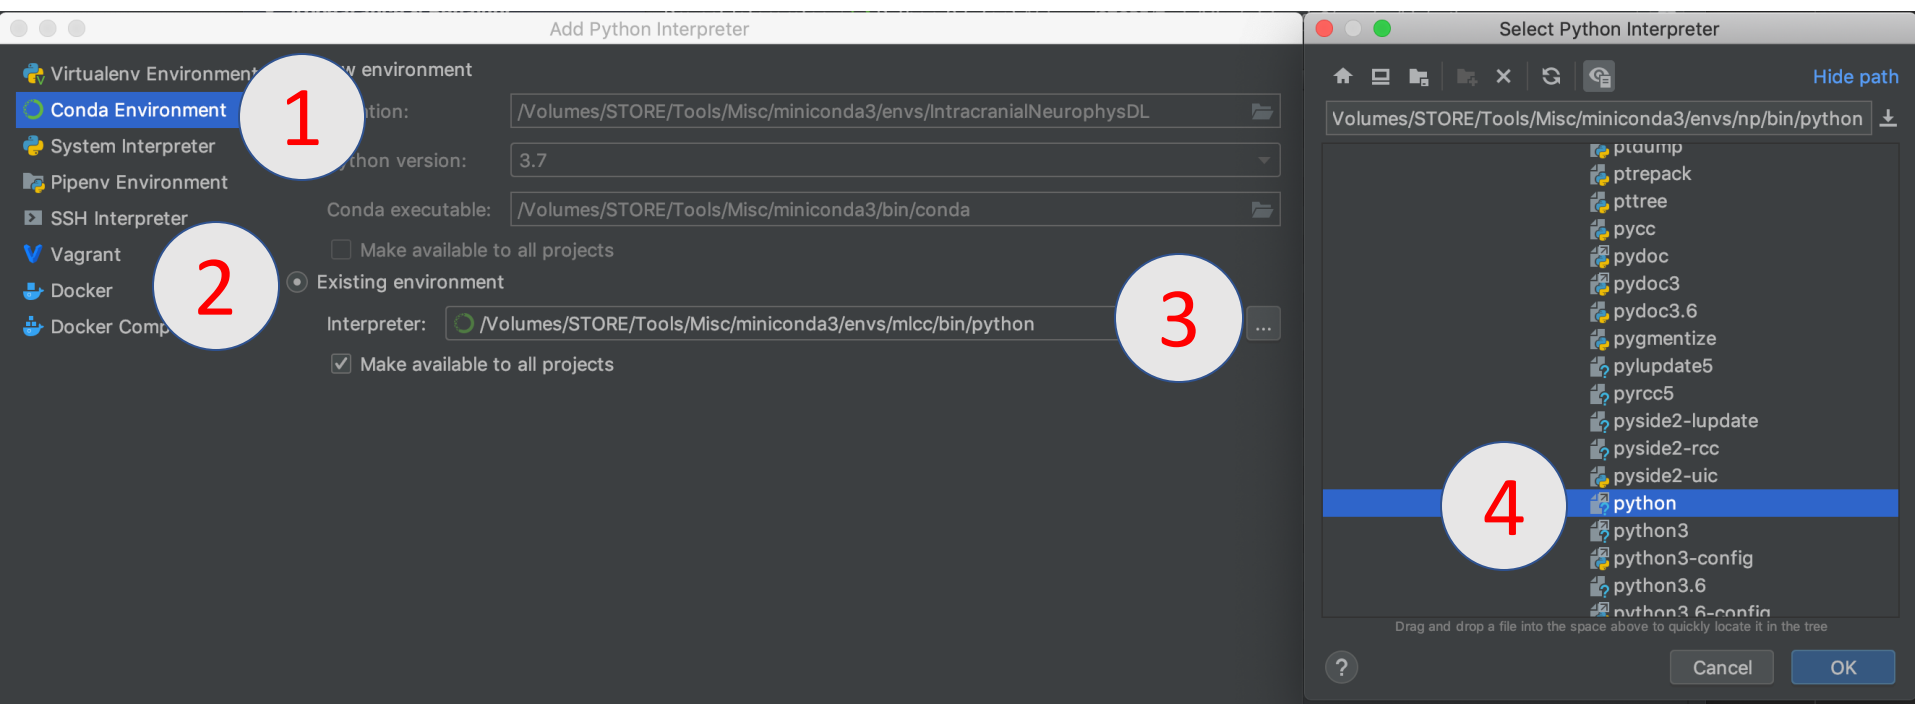 Add Python Interpreter
Virtualenv Environment
Conda Environment
System Interpreter
Pipenv Environment
SSH Interpreter
Vagrant
Docker
Docker
1
2
environment
version:
3.7
/Volumes/STORE/Tools/Misc/miniconda3/envs/IntracranialNeurophysDL
Conda executable:
/Volumes/STORE/Tools/Misc/miniconda3/bin/conda
Make available to all projects
Existing environment
Interpreter:
/Volumes/STORE/Tools/Misc/miniconda3/envs/mlcc/bin/python
3
...
Make available to all projects
Select Python Interpreter
Hide path
Volumes/STORE/Tools/Misc/miniconda3/envs/np/bin/python
ptdump
ptrepack
pttree
pycc
pydoc
pydoc3
pydoc3.6
pygmentize
pylupdate5
pyrcc5
pyside2-lupdate
pyside2-rcc
pyside2-uic
4
python
python3
python3-config
python3.6
python3.6-config
Drag and drop a file into the space above to quickly locate it in the tree
?
Cancel
OK